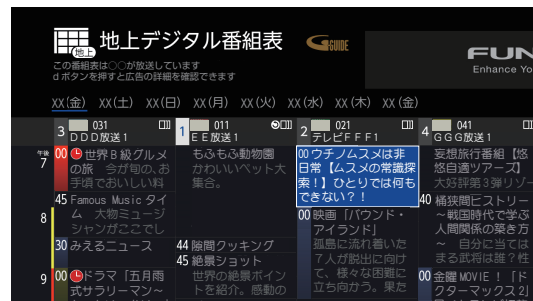 地上デジタル番組表
(地上)
G GUIDE
この番組表は〇〇が放送しています
d ボタンを押すと広告の詳細を確認できます
FUN
Enhance Yo
XX(金) XX(土) XX(日) XX(月) XX(火) XX(水) XX(木) XX(金)
3 031 DDD放送1
1 011 EE放送1
2 021 テレビFFF1
4 041 GGG放送1
午後
7
8
9
00 世界B級グルメ
の旅 今が旬の、お
手頃でおいしい料
45 Famous Music タイ
ム 大物ミュージ
シャンがここでし
30 みえるニュース
00 ドラマ「五月雨
式サラリーマン～
もふもふ動物園
かわいいペット大
集合。
44 隙間クッキング
45 絶景ショット
世界の絶景ポイン
トを紹介。感動の
00 ウチノムスメは非
日常【ムスメの常識探
索!】ひとりでは何も
できない?!
00 映画「バウンド・
アイランド」
孤島に流れ着いた
7人が脱出に向け
て、様々な困難に
立ち向かう。果た
妄想旅行番組【悠
悠自適ツアーズ】
大好評第3弾リゾー
40 桶狭間ヒストリー
～戦国時代で学ぶ
人間関係の築き方
～ 自分に当ては
まる武将は誰?性
00 金曜MOVIE!「ド
クターマックス2」